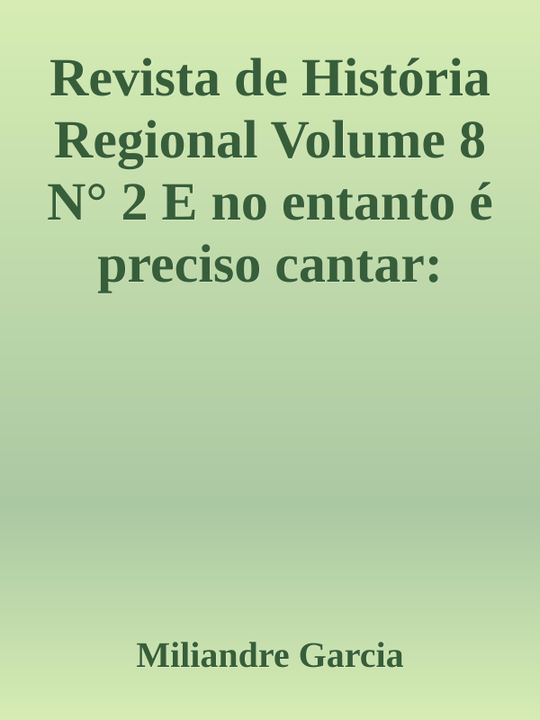 Revista de História
Regional Volume 8
N° 2 E no entanto é
preciso cantar:
Miliandre Garcia